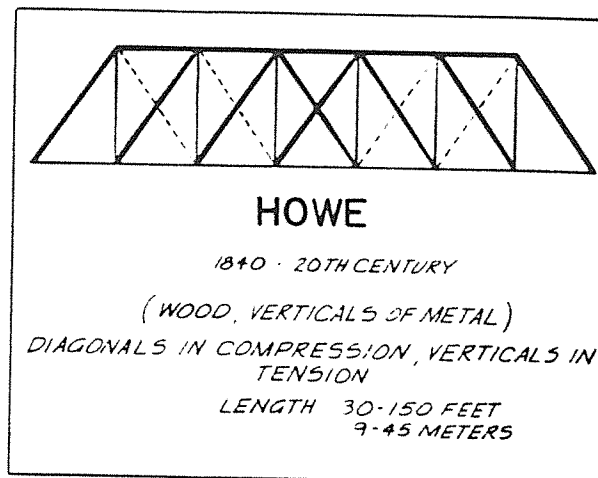 HOWE
1840 - 20TH CENTURY
(WOOD, VERTICALS OF METAL)
DIAGONALS IN COMPRESSION, VERTICALS IN
TENSION
LENGTH 30-150 FEET
9-45 METERS